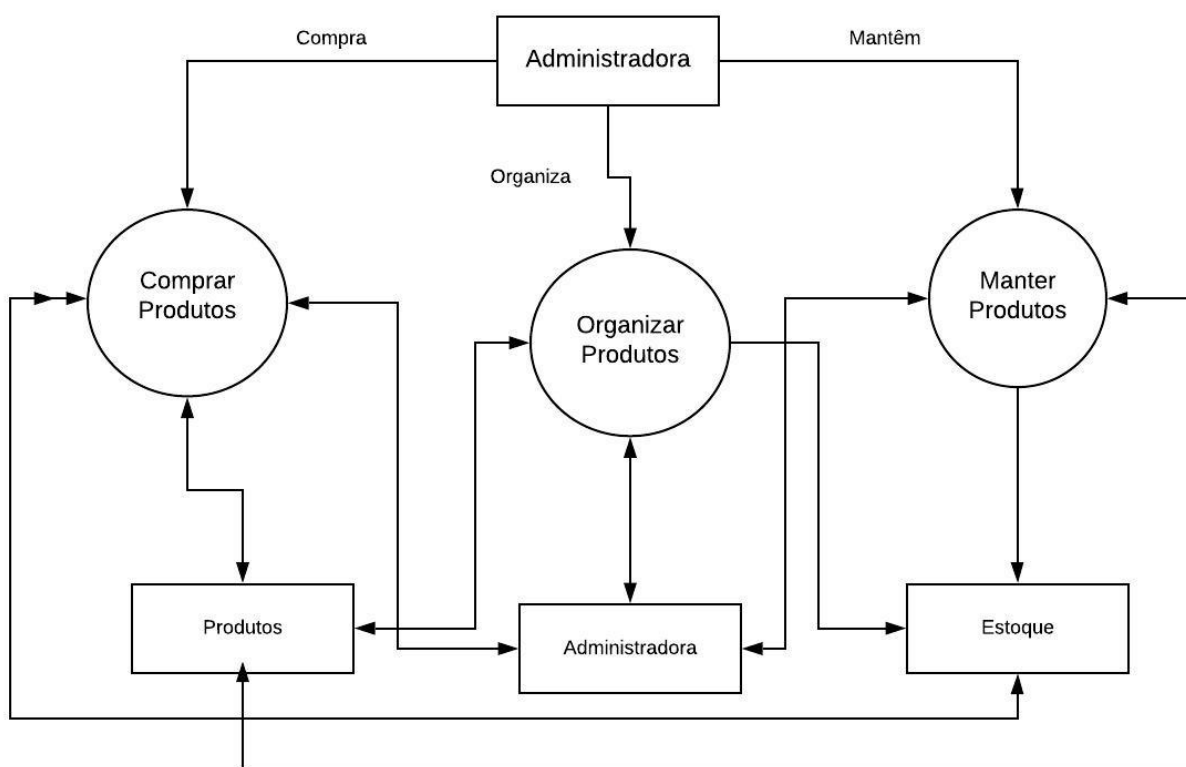 Compra
Administradora
Mantêm
Organiza
Comprar
Produtos
Organizar
Produtos
Manter
Produtos
Produtos
Administradora
Estoque